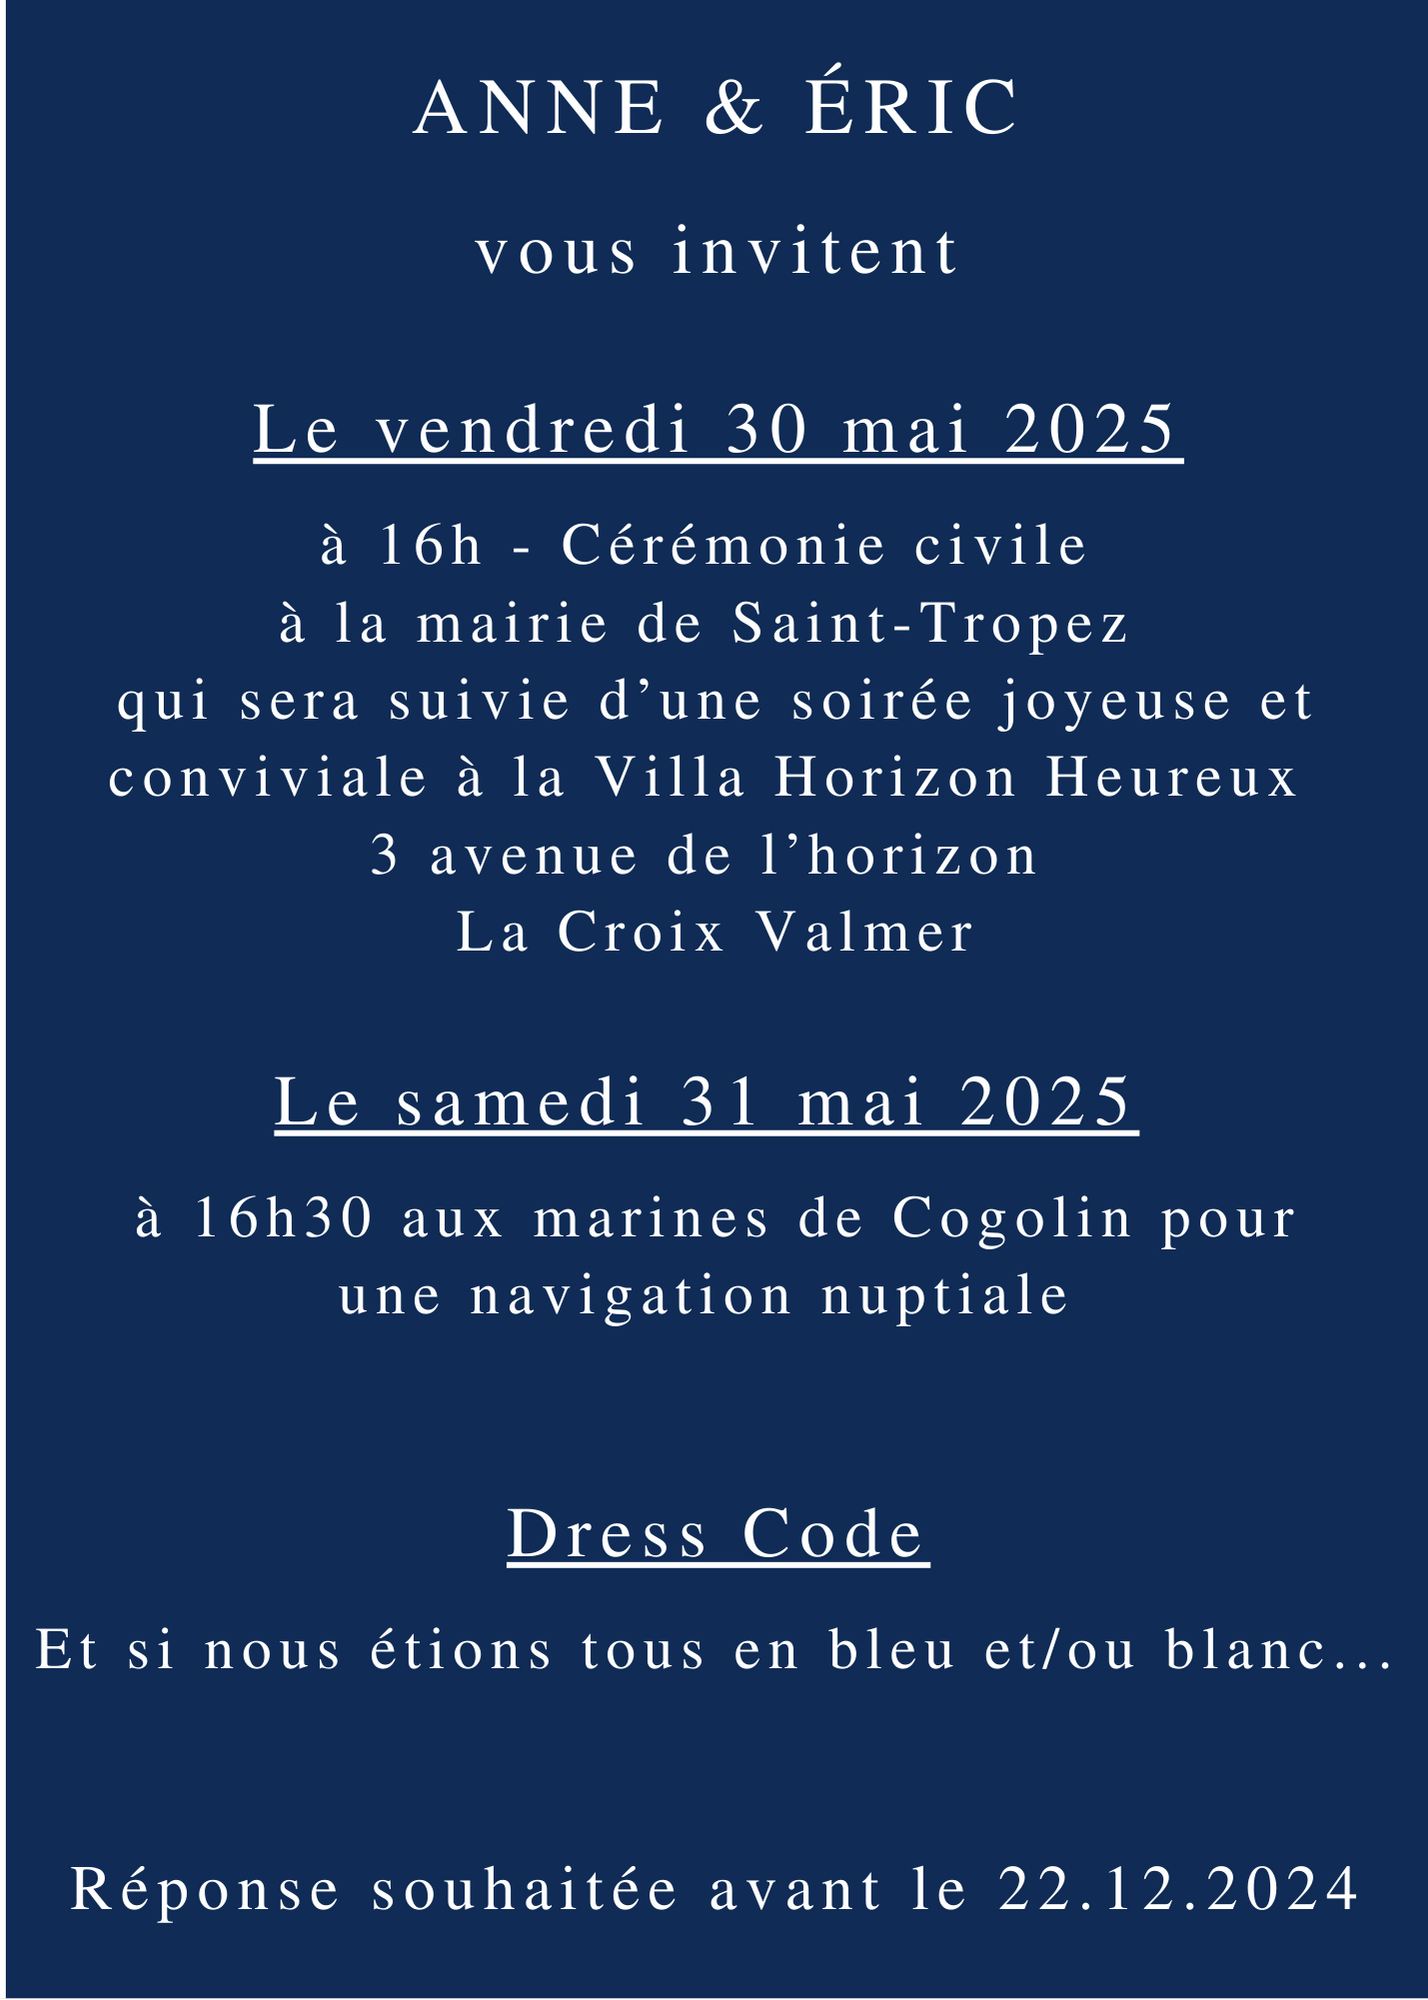 ANNE & ÉRIC
vous invitent
Le vendredi 30 mai 2025
à 16h - Cérémonie civile
à la mairie de Saint-Tropez
qui sera suivie d’une soirée joyeuse et
conviviale à la Villa Horizon Heureux
3 avenue de l’horizon
La Croix Valmer
Le samedi 31 mai 2025
à 16h30 aux marines de Cogolin pour
une navigation nuptiale
Dress Code
Et si nous étions tous en bleu et/ou blanc...
Réponse souhaitée avant le 22.12.2024